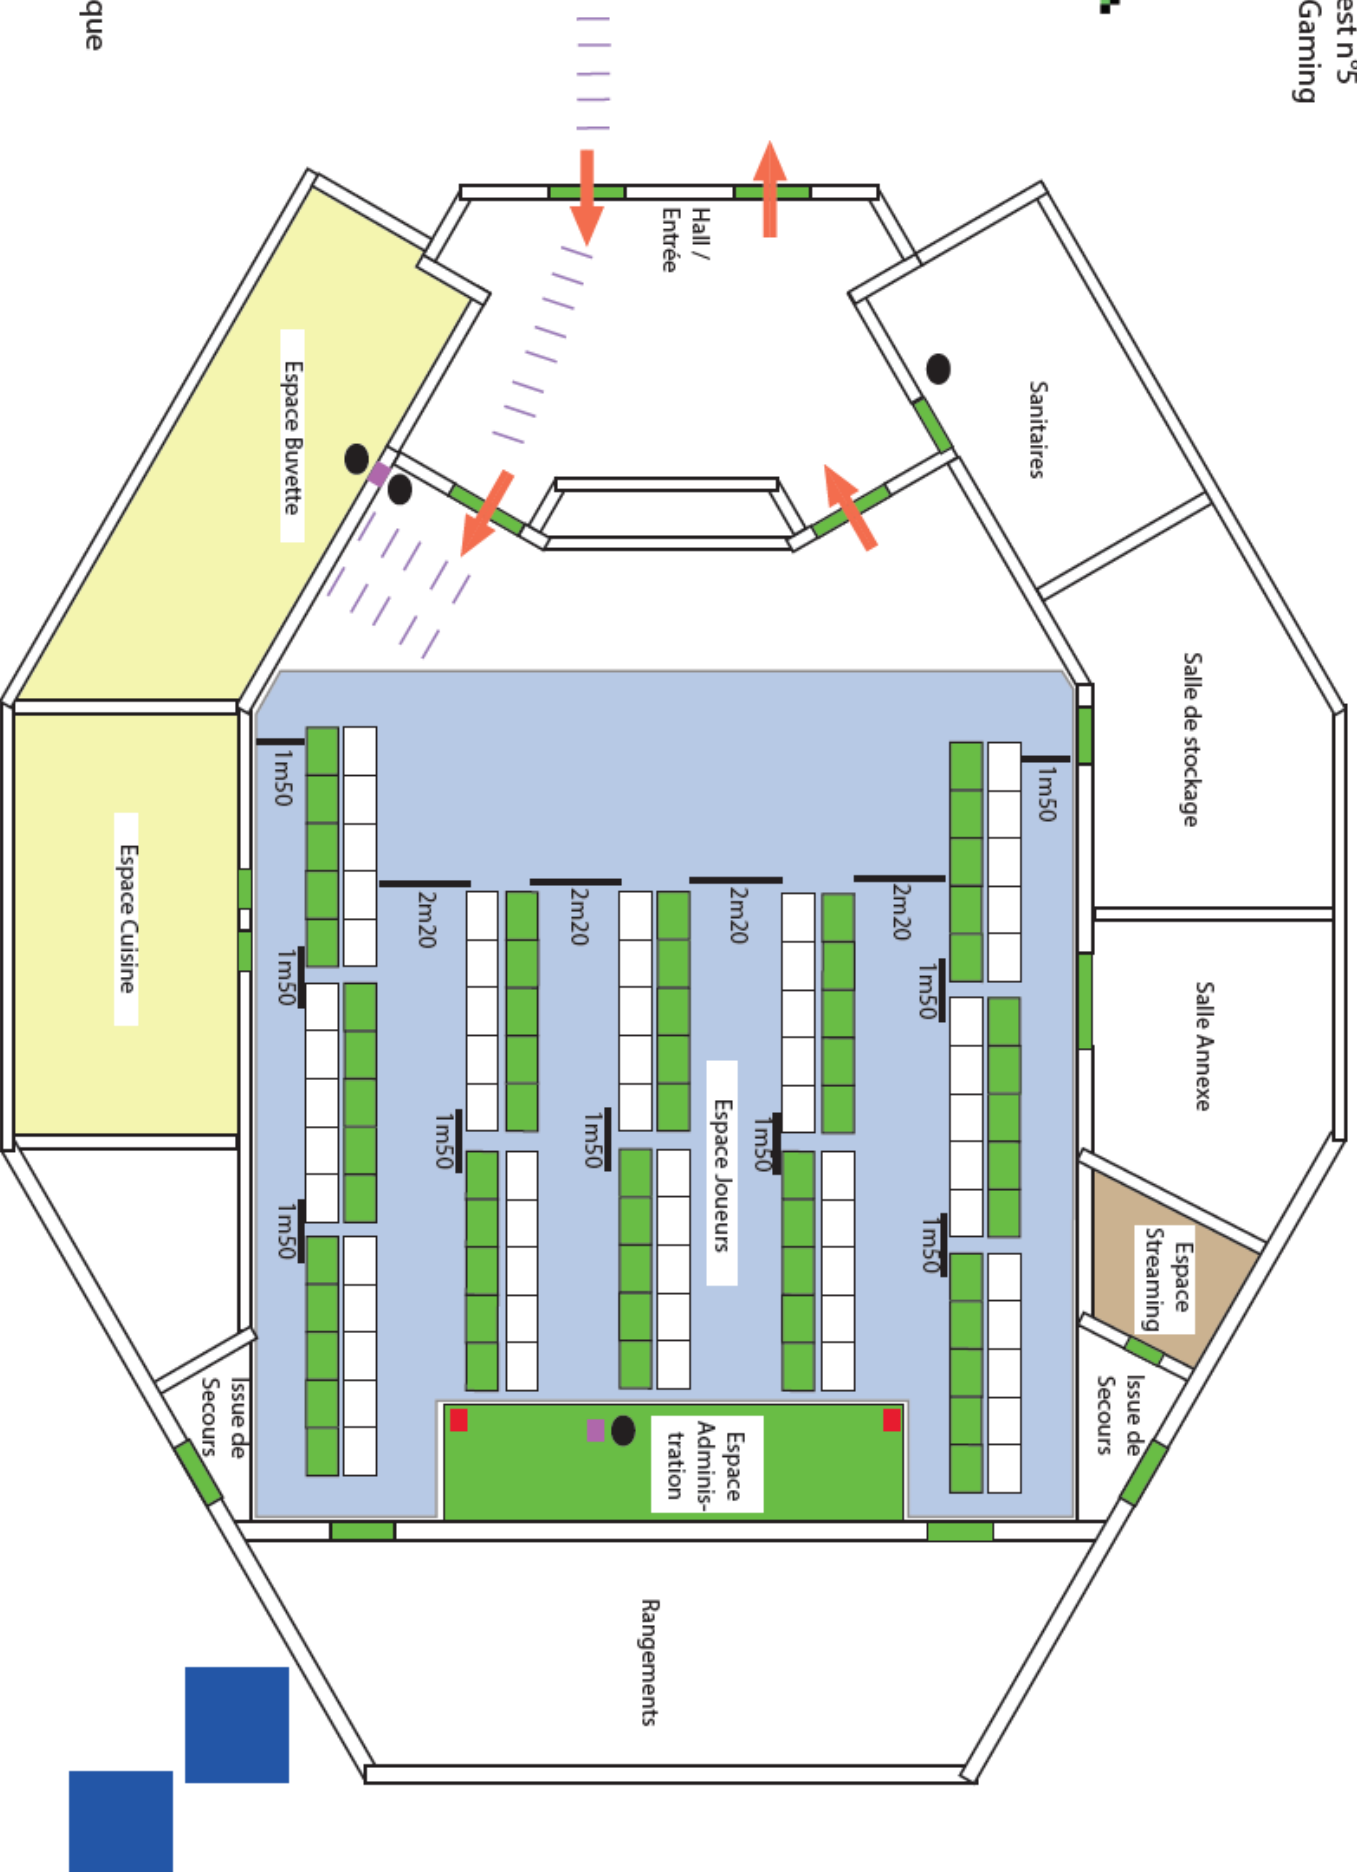 est n°5
Gaming
que
Hall /
Entrée
Sanitaires
Salle de stockage
Salle Annexe
Espace
Streaming
Issue de
Secours
Espace Buvette
Espace Cuisine
Issue de
Secours
1m50
1m50
2m20
2m20
2m20
2m20
1m50
1m50
1m50
1m50
1m50
1m50
1m50
Espace Joueurs
Espace
Adminis-
tration
Rangements